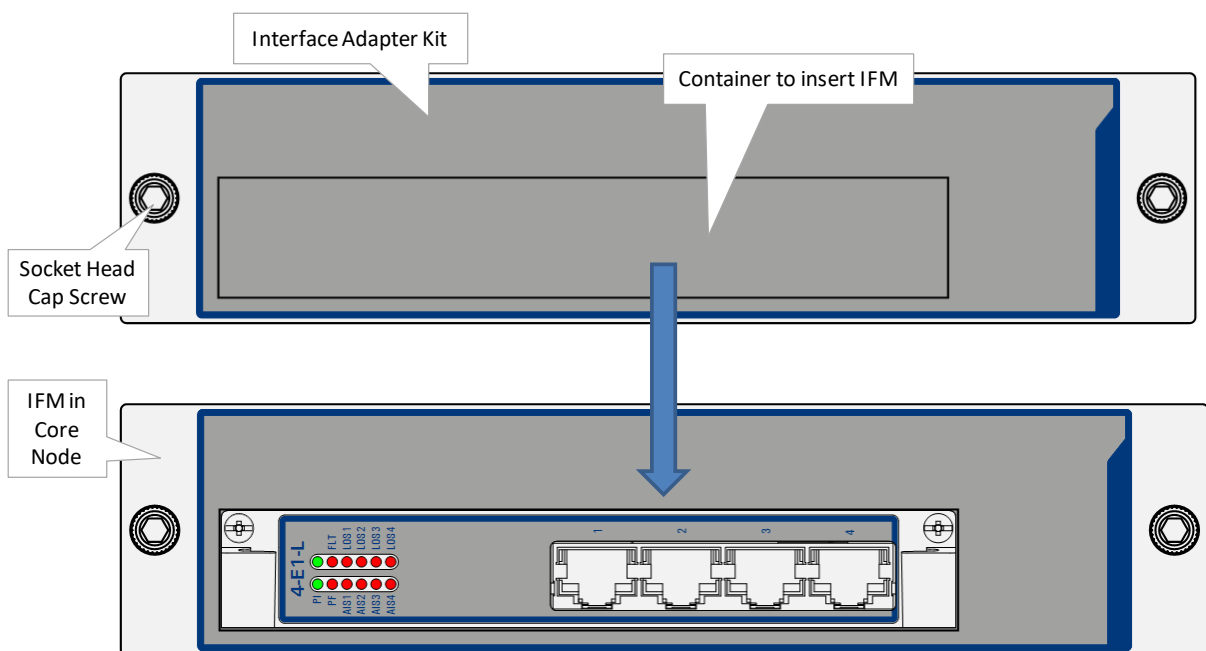 Interface Adapter Kit
Container to insert IFM
Socket Head
Cap Screw
IFM in
Core
Node
4-E1-L
FLT
LOS1
LOS2
LOS3
LOS4
PI
PF
AIS1
AIS2
AIS3
AIS4
1
2
3
4